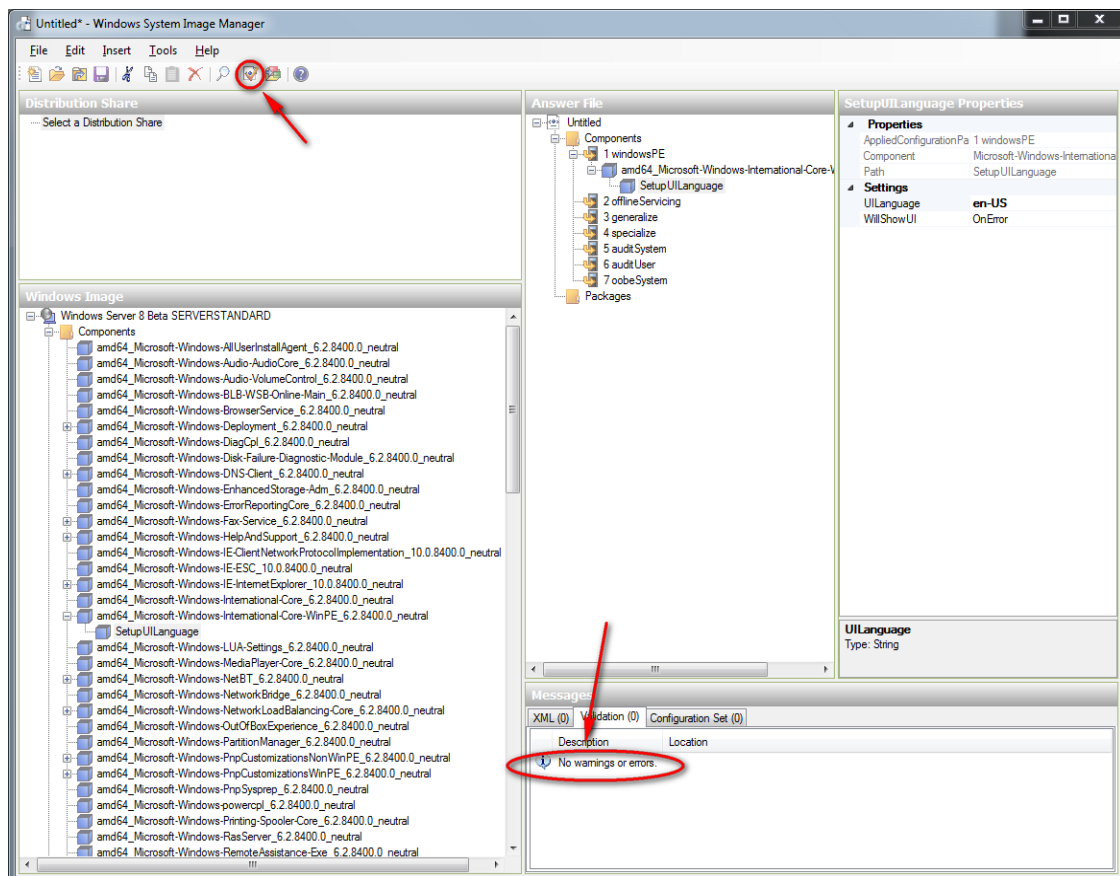 Untitled* - Windows System Image Manager
File Edit Insert Tools Help
Distribution Share
Select a Distribution Share
Windows Image
Windows Server 8 Beta SERVERSTANDARD
Components
amd64_Microsoft-Windows-AllUserInstallAgent_6.2.8400.0_neutral
amd64_Microsoft-Windows-Audio-AudioCore_6.2.8400.0_neutral
amd64_Microsoft-Windows-Audio-VolumeControl_6.2.8400.0_neutral
amd64_Microsoft-Windows-BLB-WSB-Online-Main_6.2.8400.0_neutral
amd64_Microsoft-Windows-BrowserService_6.2.8400.0_neutral
amd64_Microsoft-Windows-Deployment_6.2.8400.0_neutral
amd64_Microsoft-Windows-DiagCpl_6.2.8400.0_neutral
amd64_Microsoft-Windows-Disk-Failure-Diagnostic-Module_6.2.8400.0_neutral
amd64_Microsoft-Windows-DNS-Client_6.2.8400.0_neutral
amd64_Microsoft-Windows-EnhancedStorage-Adm_6.2.8400.0_neutral
amd64_Microsoft-Windows-ErrorReportingCore_6.2.8400.0_neutral
amd64_Microsoft-Windows-Fax-Service_6.2.8400.0_neutral
amd64_Microsoft-Windows-HelpAndSupport_6.2.8400.0_neutral
amd64_Microsoft-Windows-IE-ClientNetworkProtocolImplementation_10.0.8400.0_neutral
amd64_Microsoft-Windows-IE-ESC_10.0.8400.0_neutral
amd64_Microsoft-Windows-IE-InternetExplorer_10.0.8400.0_neutral
amd64_Microsoft-Windows-International-Core_6.2.8400.0_neutral
amd64_Microsoft-Windows-International-Core-WinPE_6.2.8400.0_neutral
SetupUILanguage
amd64_Microsoft-Windows-LUA-Settings_6.2.8400.0_neutral
amd64_Microsoft-Windows-MediaPlayer-Core_6.2.8400.0_neutral
amd64_Microsoft-Windows-NetBT_6.2.8400.0_neutral
amd64_Microsoft-Windows-NetworkBridge_6.2.8400.0_neutral
amd64_Microsoft-Windows-NetworkLoadBalancing-Core_6.2.8400.0_neutral
amd64_Microsoft-Windows-OutOfBoxExperience_6.2.8400.0_neutral
amd64_Microsoft-Windows-PartitionManager_6.2.8400.0_neutral
amd64_Microsoft-Windows-PnpCustomizationsNonWinPE_6.2.8400.0_neutral
amd64_Microsoft-Windows-PnpCustomizationsWinPE_6.2.8400.0_neutral
amd64_Microsoft-Windows-PnpSysprep_6.2.8400.0_neutral
amd64_Microsoft-Windows-powercpl_6.2.8400.0_neutral
amd64_Microsoft-Windows-Printing-Spooler-Core_6.2.8400.0_neutral
amd64_Microsoft-Windows-RasServer_6.2.8400.0_neutral
amd64_Microsoft-Windows-RemoteAssistance-Exe_6.2.8400.0_neutral
Answer File
Untitled
Components
1 windowsPE
amd64_Microsoft-Windows-International-Core-W
SetupUILanguage
2 offlineServicing
3 generalize
4 specialize
5 auditSystem
6 auditUser
7 oobeSystem
Packages
SetupUILanguage Properties
Properties
AppliedConfigurationPa 1 windowsPE
Component Microsoft-Windows-Internationa
Path SetupUILanguage
Settings
UILanguage en-US
WillShowUI OnError
UILanguage
Type: String
Messages
XML (0) Validation (0) Configuration Set (0)
Description Location
No warnings or errors.